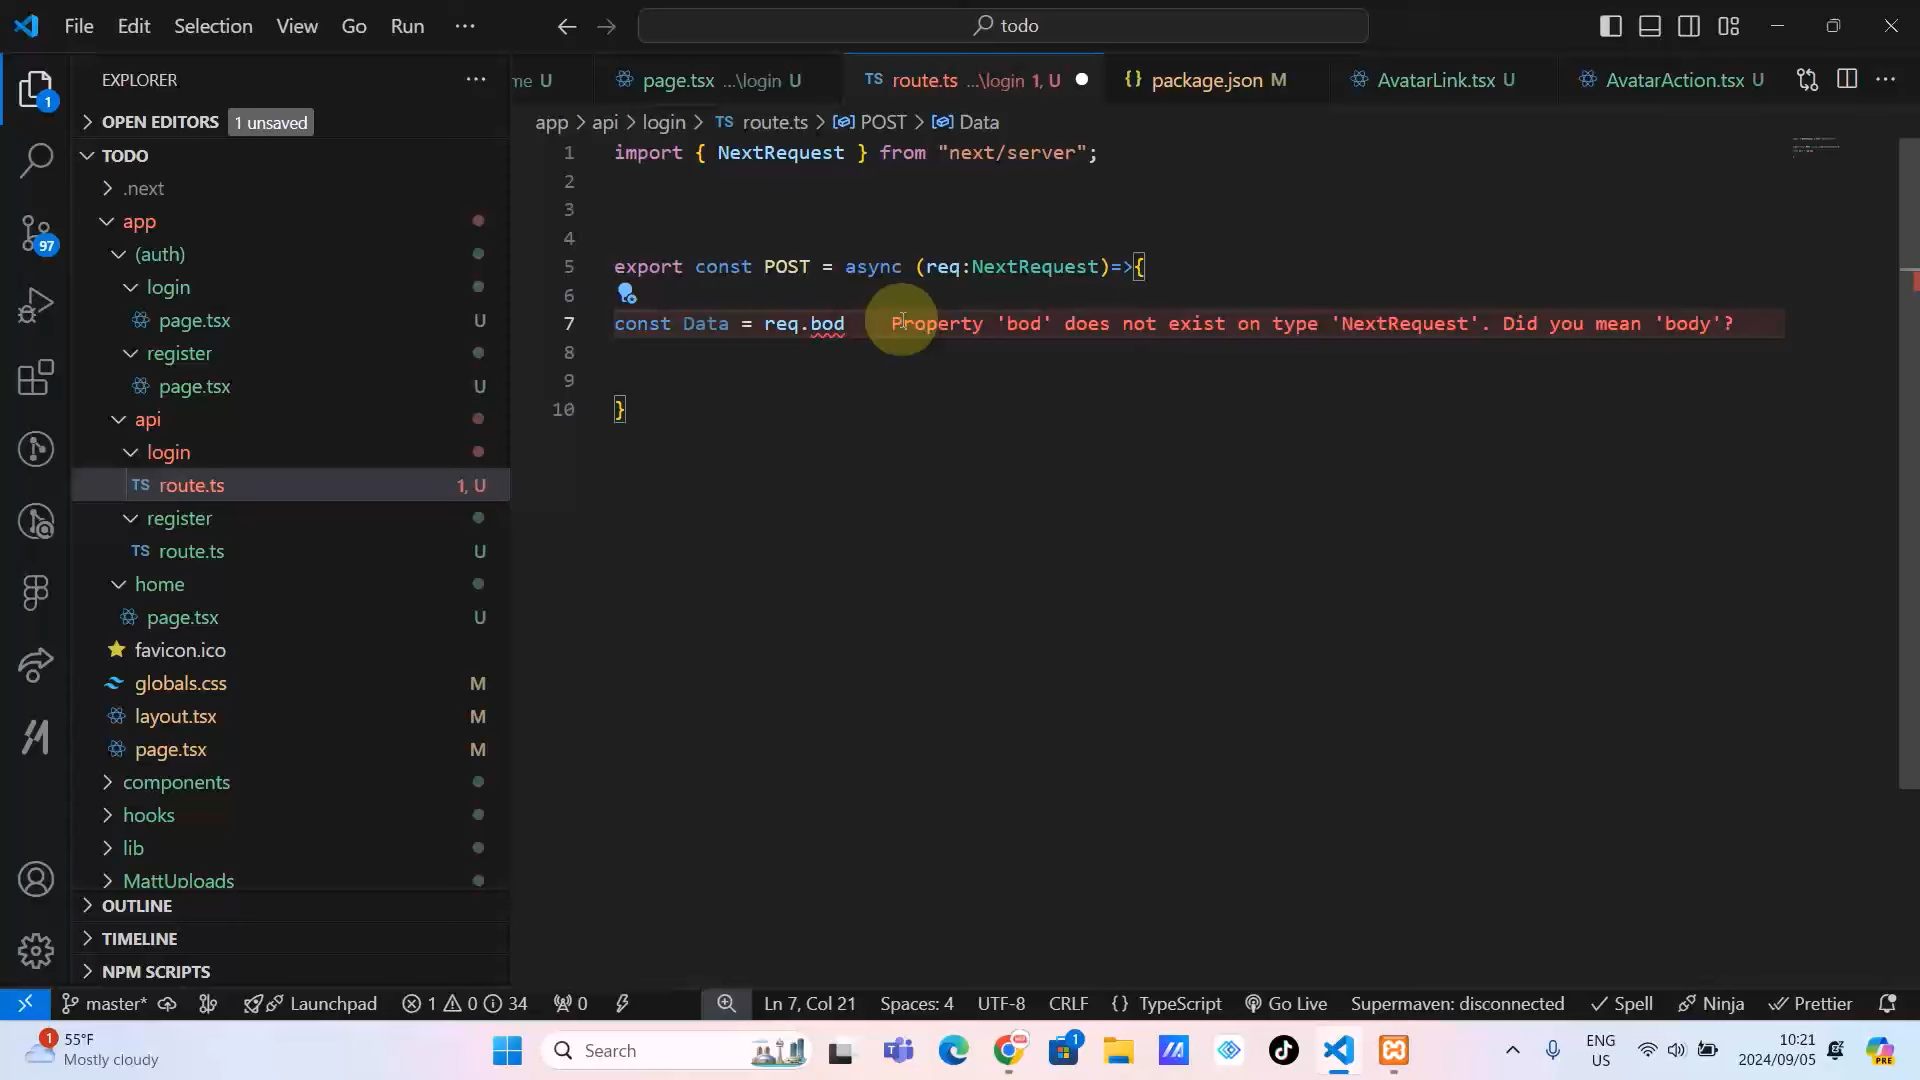 File Edit Selection View Go Run ···
todo
EXPLORER
me U
page.tsx ...\login U
TS route.ts ...\login 1, U
{} package.json M
AvatarLink.tsx U
AvatarAction.tsx U
app > api > login > TS route.ts > POST > Data
OPEN EDITORS 1 unsaved
TODO
.next
app
(auth)
login
page.tsx U
register
page.tsx U
api
login
TS route.ts 1, U
register
TS route.ts U
home
page.tsx U
favicon.ico
globals.css M
layout.tsx M
page.tsx M
components
hooks
lib
MattUploads
OUTLINE
TIMELINE
NPM SCRIPTS
1
97
1 import { NextRequest } from "next/server";
2
3
4
5 export const POST = async (req:NextRequest)=>{
6
7 const Data = req.bod Property 'bod' does not exist on type 'NextRequest'. Did you mean 'body'?
8
9
10 }
master* Launchpad 1 0 34 0 Ln 7, Col 21 Spaces: 4 UTF-8 CRLF {} TypeScript Go Live Supermaven: disconnected Spell Ninja Prettier
1
55°F
Mostly cloudy
Search
1
ENG
US
10:21
2024/09/05
PRE